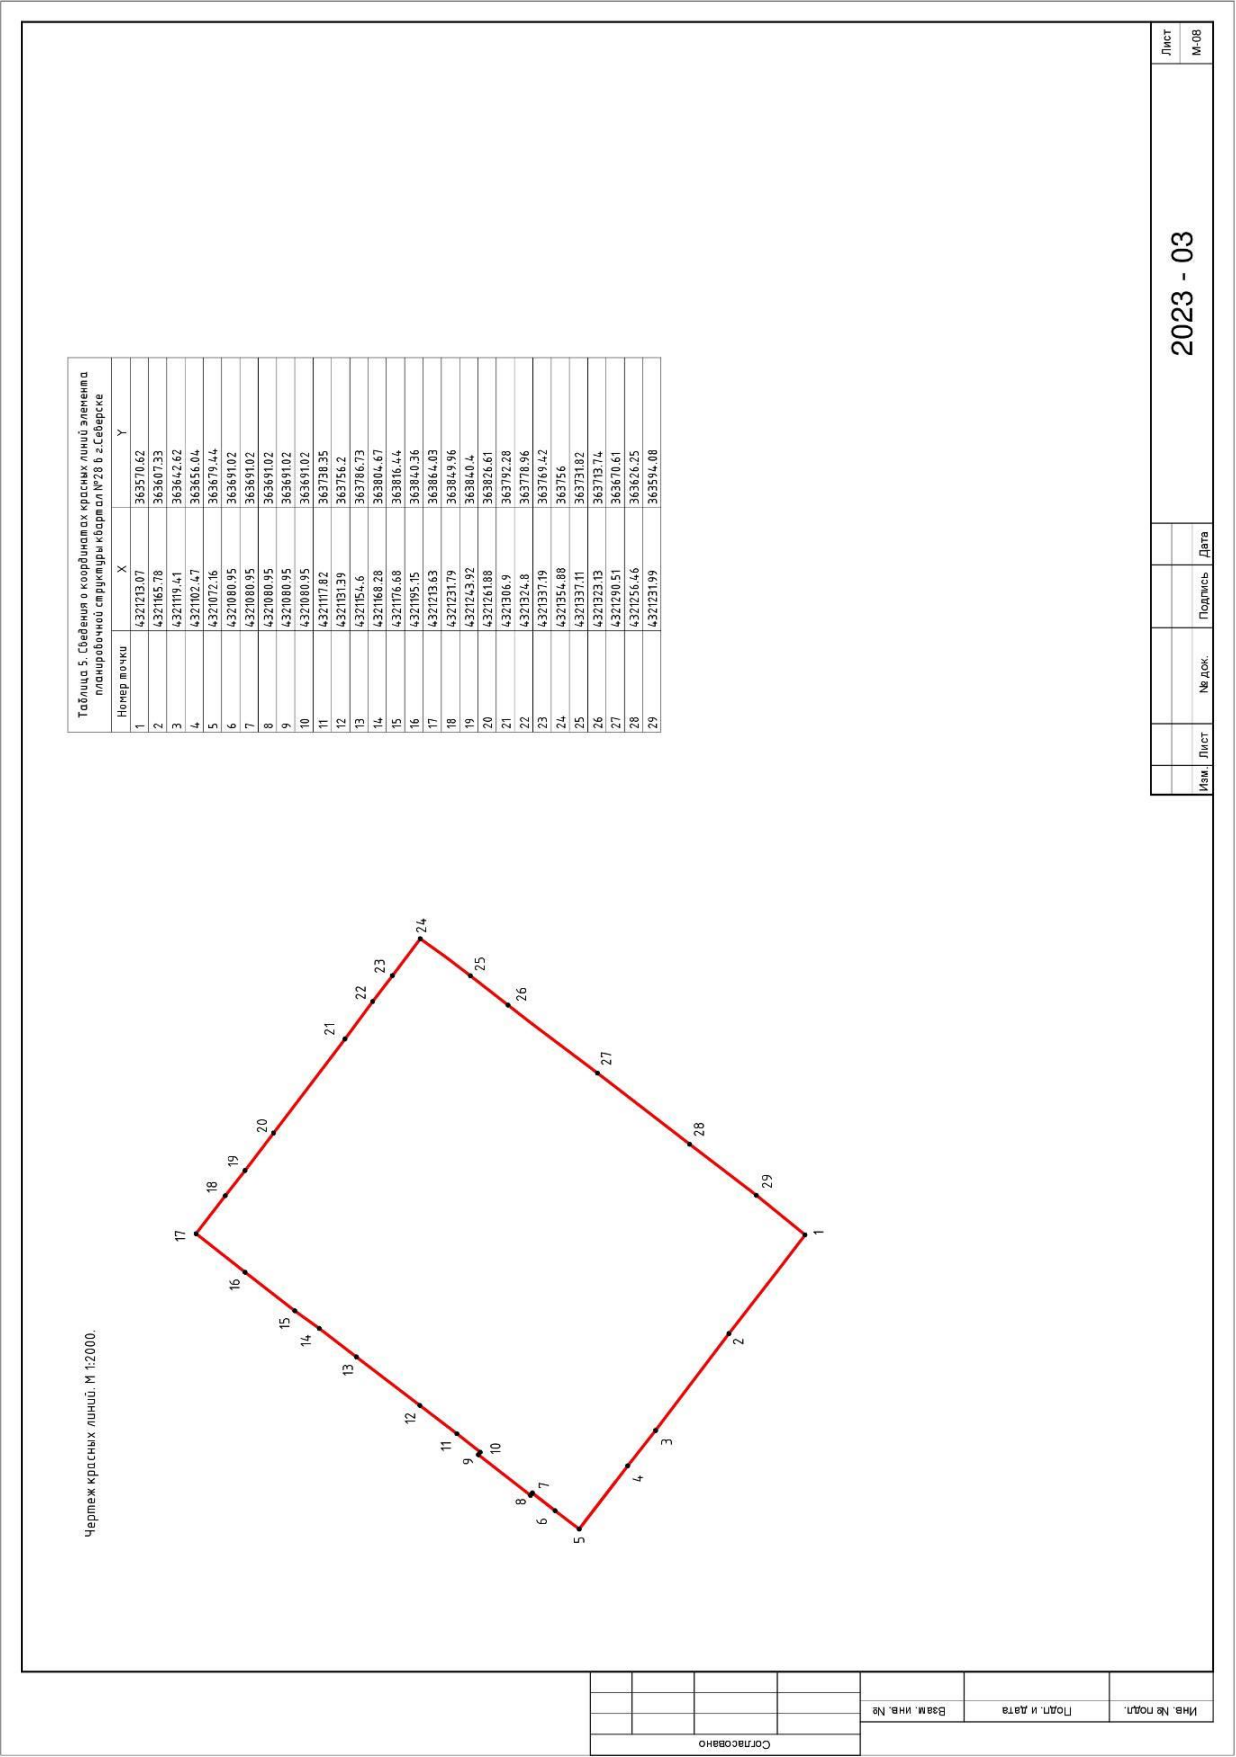 Чертеж красных линий. М 1:2000.
17
18
19
20
21
22
23
24
25
26
27
28
29
1
2
3
4
5
6
7
8
9
10
11
12
13
14
15
16
Таблица 5. Сведения о координатах красных линий элемента
планировочной структуры квартал №28 в г.Северске
Номер точки X Y
1 4321213.07 363570.62
2 4321165.78 363607.33
3 4321119.41 363642.62
4 4321102.47 363656.04
5 4321072.16 363679.44
6 4321080.95 363691.02
7 4321080.95 363691.02
8 4321080.95 363691.02
9 4321080.95 363691.02
10 4321080.95 363691.02
11 4321117.82 363738.35
12 4321131.39 363756.2
13 4321154.6 363786.73
14 4321168.28 363804.67
15 4321176.68 363816.44
16 4321195.15 363840.36
17 4321213.63 363864.03
18 4321231.79 363849.96
19 4321243.92 363840.4
20 4321261.88 363826.61
21 4321306.9 363792.28
22 4321324.8 363778.96
23 4321337.19 363769.42
24 4321354.88 363756
25 4321337.11 363731.82
26 4321323.13 363713.74
27 4321290.51 363670.61
28 4321256.46 363626.25
29 4321231.99 363594.08
Согласовано
Взам. инв. №
Подп. и дата
Инв. № подл.
Изм. Лист № док. Подпись Дата
2023 - 03
Лист
М-08